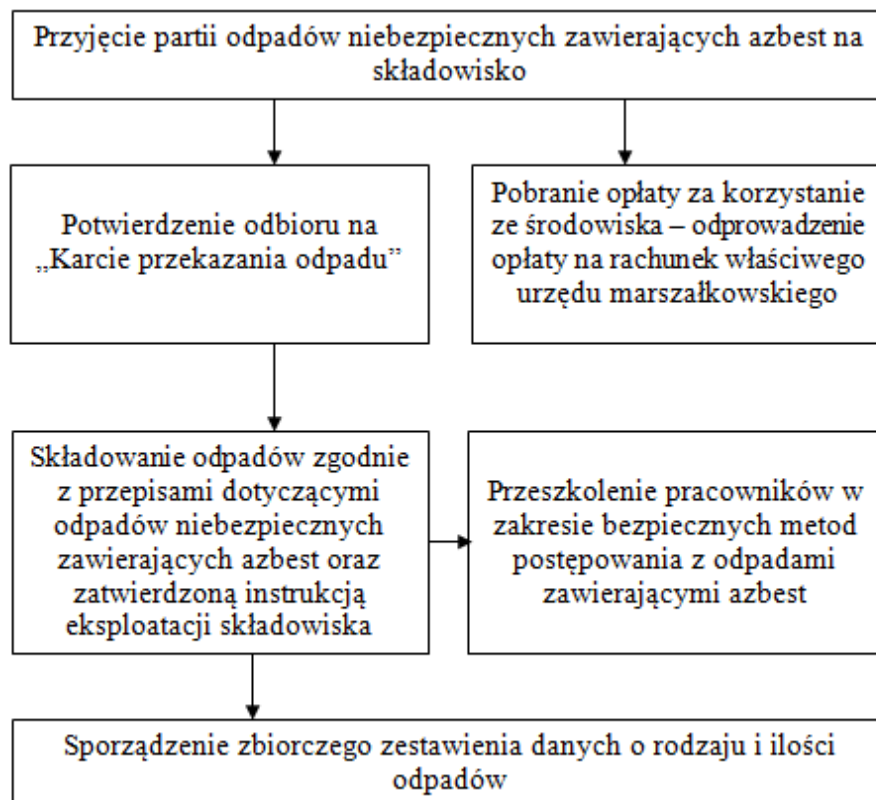 Przyjęcie partii odpadów niebezpiecznych zawierających azbest na
składowisko
Potwierdzenie odbioru na
„Karcie przekazania odpadu”
Pobranie opłaty za korzystanie
ze środowiska – odprowadzenie
opłaty na rachunek właściwego
urzędu marszałkowskiego
Składowanie odpadów zgodnie
z przepisami dotyczącymi
odpadów niebezpiecznych
zawierających azbest oraz
zatwierdzoną instrukcją
eksploatacji składowiska
Przeszkolenie pracowników w
zakresie bezpiecznych metod
postępowania z odpadami
zawierającymi azbest
Sporządzenie zbiorczego zestawienia danych o rodzaju i ilości
odpadów